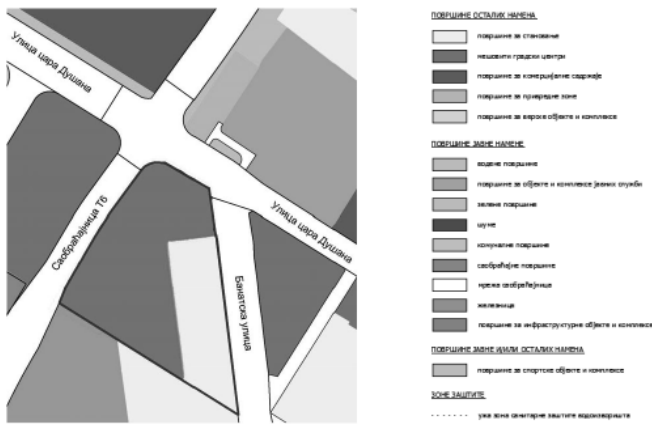 Улица цара Душана
Саобраћајница Т6
Улица цара Душана
Банатска улица
ПОВРШИНЕ ОСТАЛИХ НАМЕНА
површине за становање
мешовити градски центри
површине за комерцијалне садржаје
површине за привредне зоне
површине за верске објекте и комплексе
ПОВРШИНЕ ЈАВНЕ НАМЕНЕ
водене површине
површине за објекте и комплексе јавних служби
зелене површине
шуме
комуналне површине
саобраћајне површине
мрежа саобраћајница
железница
површине за инфраструктурне објекте и комплексе
ПОВРШИНЕ ЈАВНЕ И/ИЛИ ОСТАЛИХ НАМЕНА
површине за спортске објекте и комплексе
ЗОНЕ ЗАШТИТЕ
ужа зона санитарне заштите водоизворишта